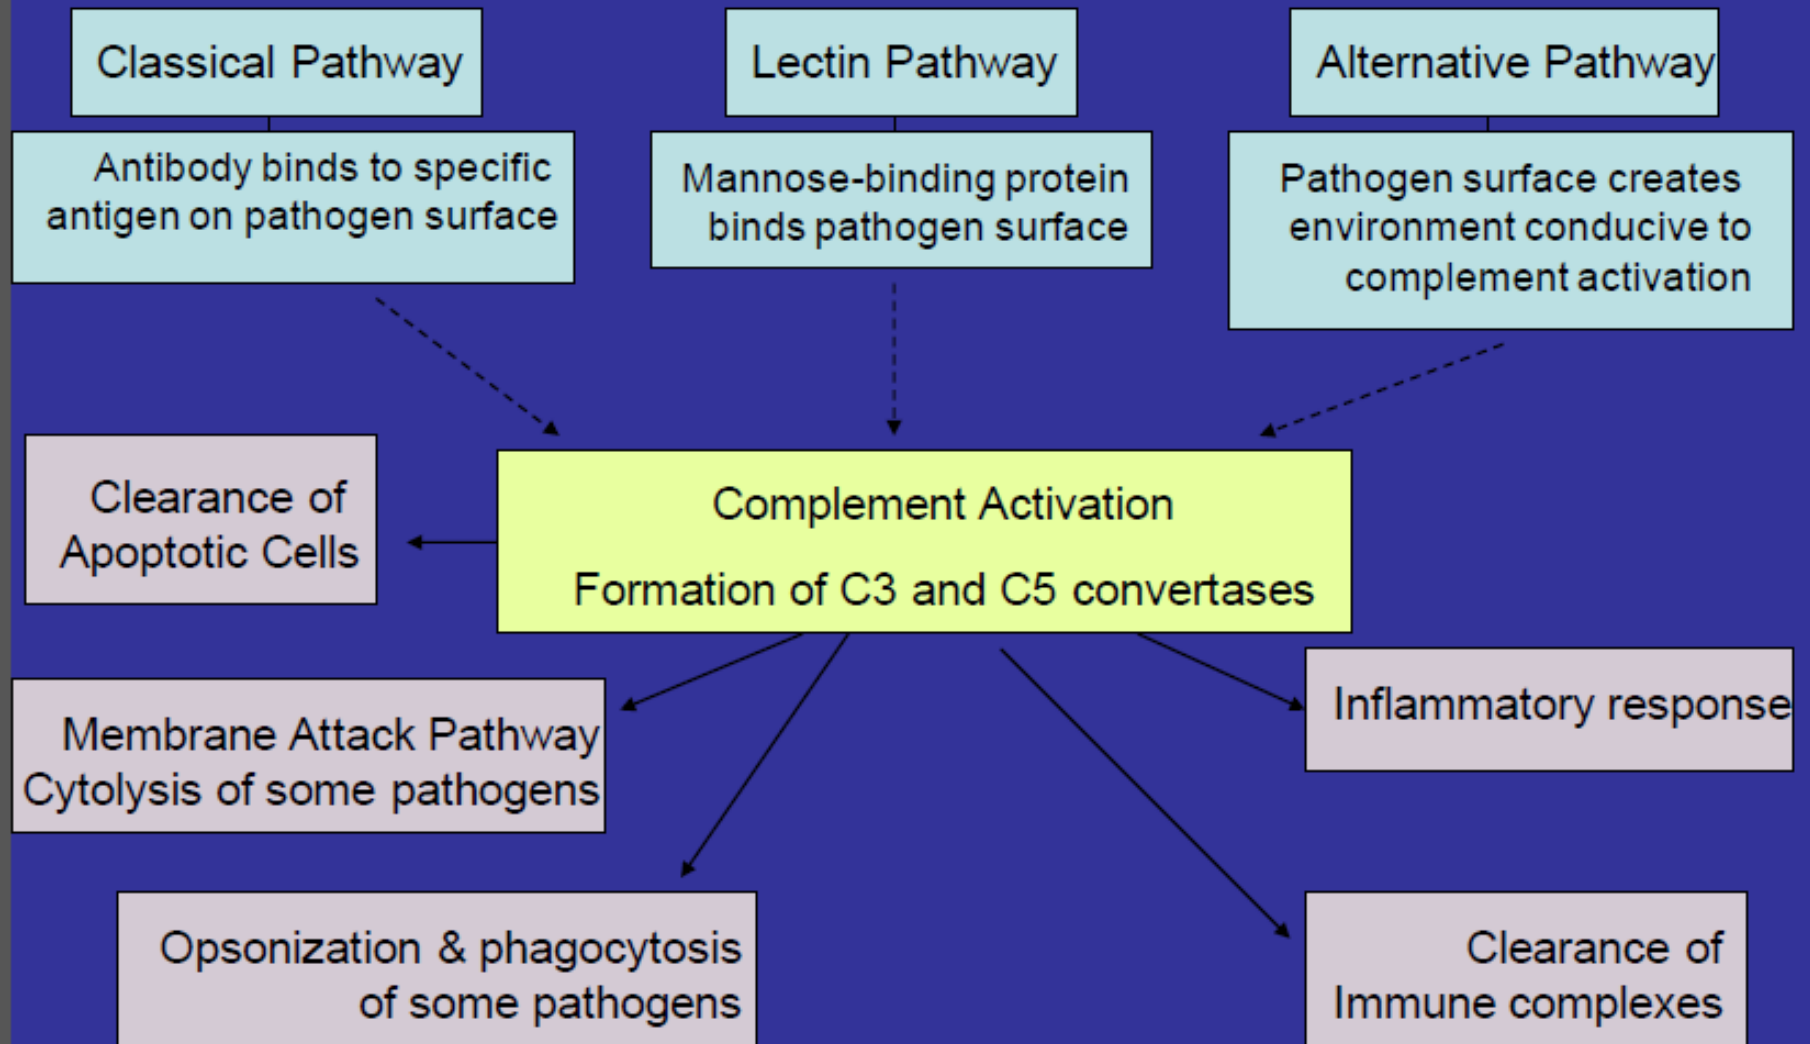 Classical Pathway
Lectin Pathway
Alternative Pathway
Antibody binds to specific
antigen on pathogen surface
Mannose-binding protein
binds pathogen surface
Pathogen surface creates
environment conducive to
complement activation
Clearance of
Apoptotic Cells
Complement Activation
Formation of C3 and C5 convertases
Membrane Attack Pathway
Cytolysis of some pathogens
Inflammatory response
Opsonization & phagocytosis
of some pathogens
Clearance of
Immune complexes